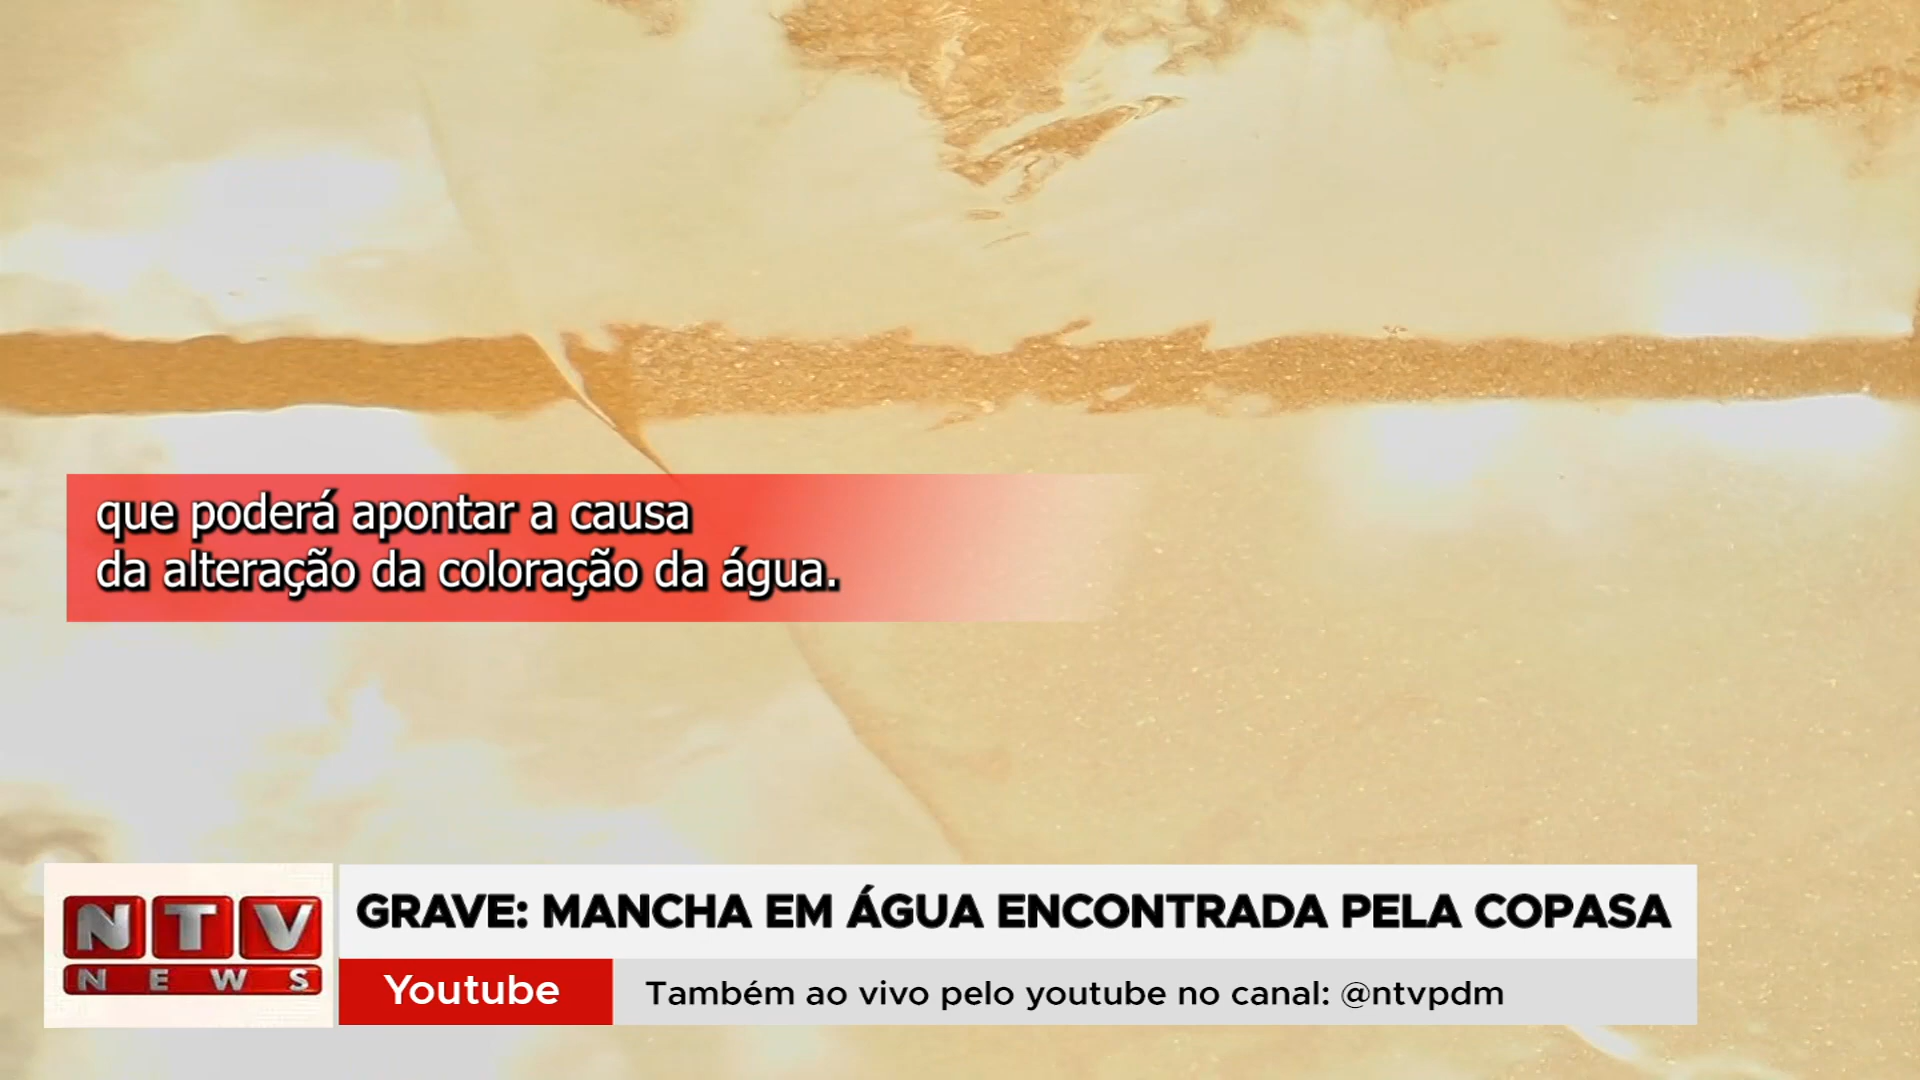 que poderá apontar a causa
da alteração da coloração da água.
NTV
NEWS
GRAVE: MANCHA EM ÁGUA ENCONTRADA PELA COPASA
Youtube
Também ao vivo pelo youtube no canal: @ntvpdm